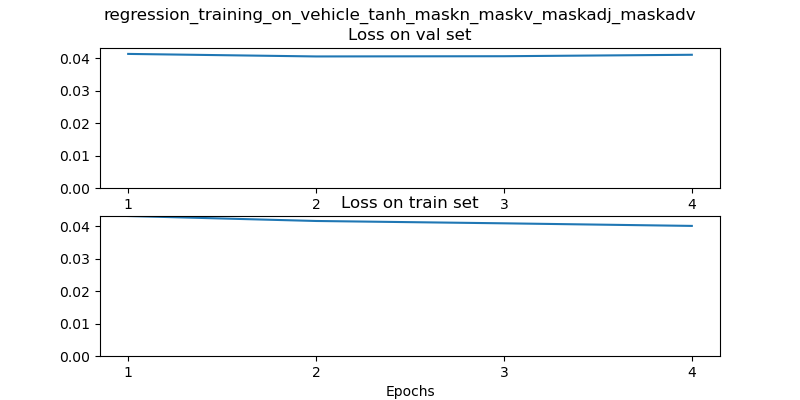 regression_training_on_vehicle_tanh_maskn_maskv_maskadj_maskadv
Loss on val set
0.04
0.03
0.02
0.01
0.00
1 2 3 4
Loss on train set
0.04
0.03
0.02
0.01
0.00
1 2 3 4
Epochs